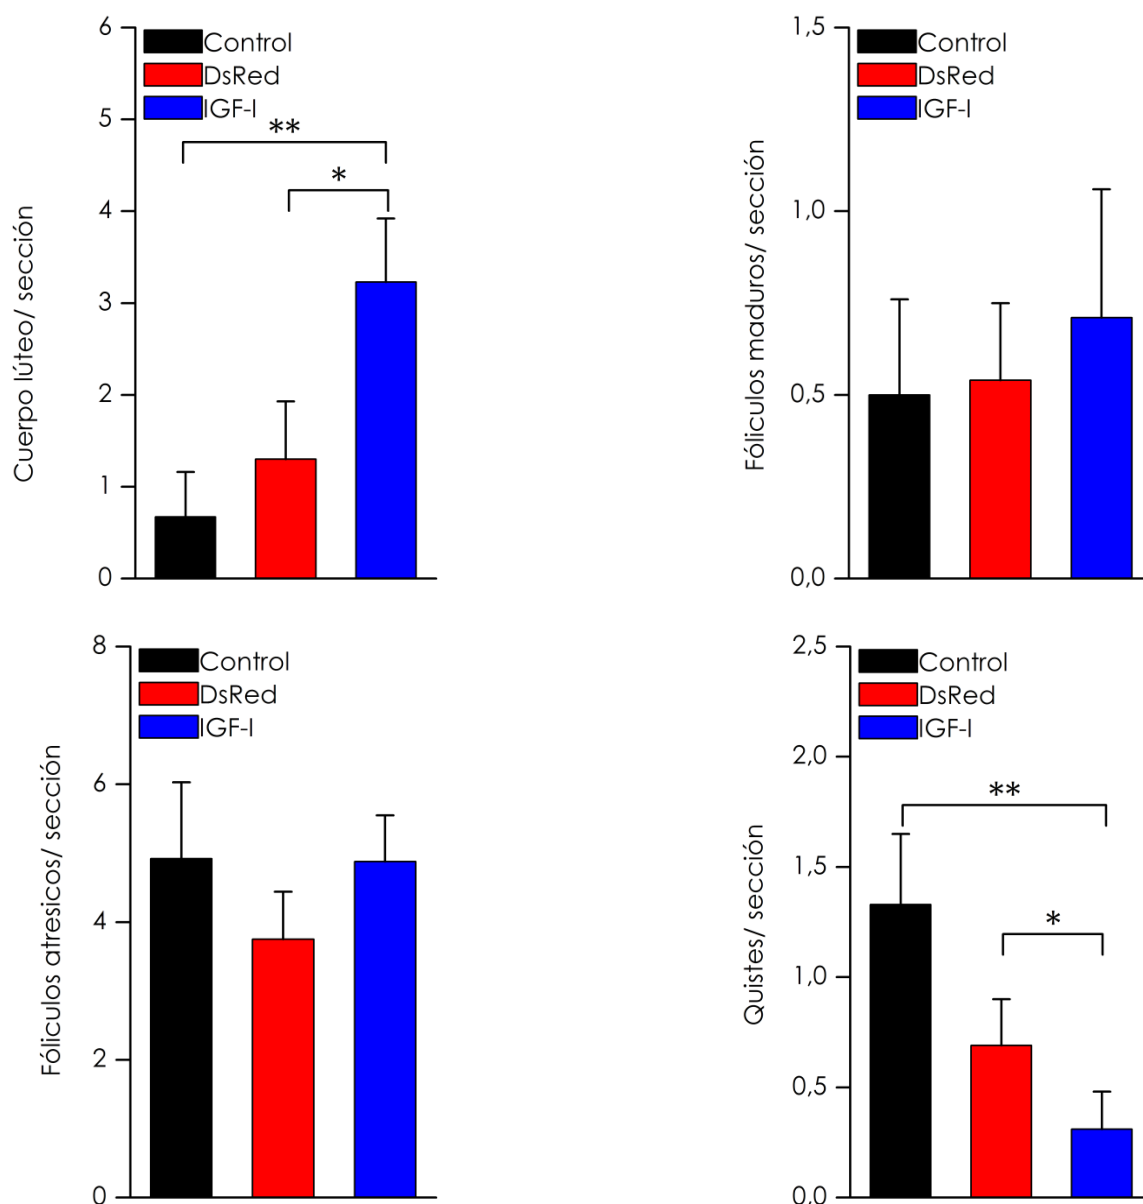 Cuerpo lúteo/ sección
6
5
4
3
2
1
0
Control
DsRed
IGF-I
**
*
Fóliculos maduros/ sección
1,5
1,0
0,5
0,0
Control
DsRed
IGF-I
Fóliculos atresicos/ sección
8
6
4
2
0
Control
DsRed
IGF-I
Quistes/ sección
2,5
2,0
1,5
1,0
0,5
0,0
Control
DsRed
IGF-I
**
*